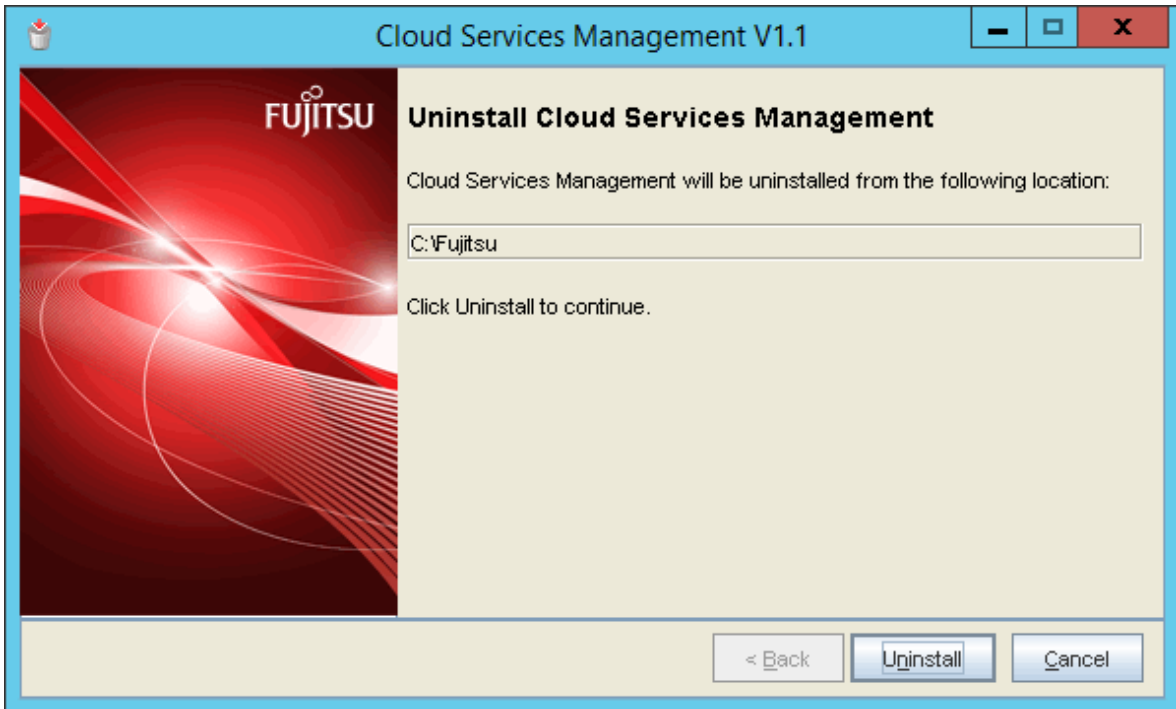 Cloud Services Management V1.1
FUJITSU
Uninstall Cloud Services Management
Cloud Services Management will be uninstalled from the following location:
C:\Fujitsu
Click Uninstall to continue.
< Back
Uninstall
Cancel